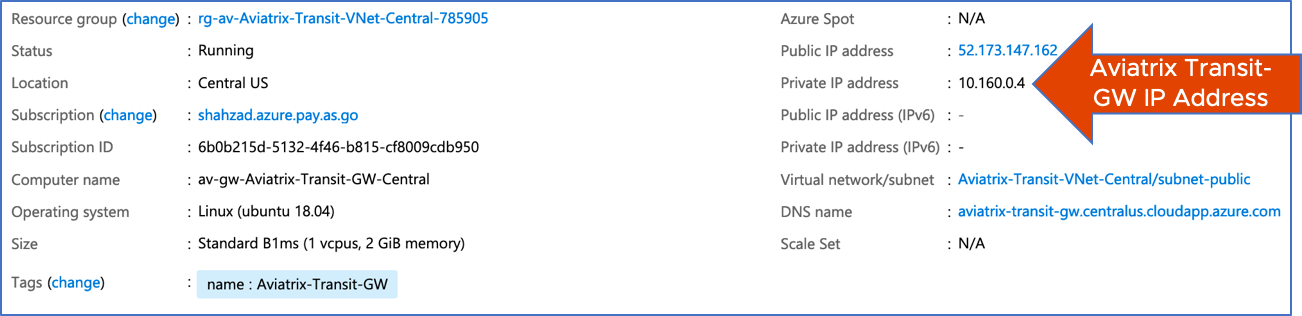 Resource group (change) : rg-av-Aviatrix-Transit-VNet-Central-785905
Status : Running
Location : Central US
Subscription (change) : shahzad.azure.pay.as.go
Subscription ID : 6b0b215d-5132-4f46-b815-cf8009cdb950
Computer name : av-gw-Aviatrix-Transit-GW-Central
Operating system : Linux (ubuntu 18.04)
Size : Standard B1ms (1 vcpus, 2 GiB memory)
Tags (change) : name : Aviatrix-Transit-GW
Azure Spot : N/A
Public IP address : 52.173.147.162
Private IP address : 10.160.0.4
Public IP address (IPv6) : -
Private IP address (IPv6) : -
Virtual network/subnet : Aviatrix-Transit-VNet-Central/subnet-public
DNS name : aviatrix-transit-gw.centralus.cloudapp.azure.com
Scale Set : N/A
Aviatrix Transit-
GW IP Address